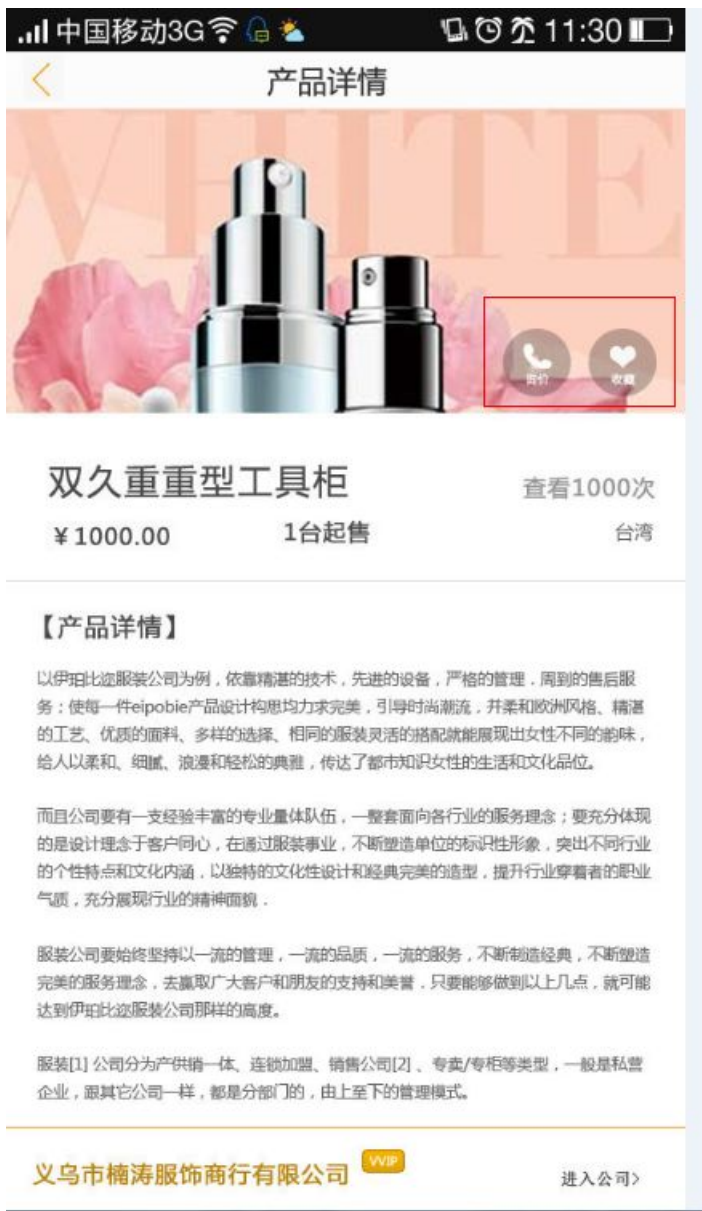 中国移动3G 11:30
产品详情
WHITE
询价 收藏
双久重重型工具柜 查看1000次
￥1000.00 1台起售 台湾
【产品详情】
以伊珀比迩服装公司为例，依靠精湛的技术，先进的设备，严格的管理，周到的售后服
务；使每一件eipobie产品设计构思均力求完美，引导时尚潮流，并柔和欧洲风格、精湛
的工艺、优质的面料、多样的选择、相同的服装灵活的搭配就能展现出女性不同的韵味，
给人以柔和、细腻、浪漫和轻松的典雅，传达了都市知识女性的生活和文化品位。
而且公司要有一支经验丰富的专业量体队伍，一整套面向各行业的服务理念；要充分体现
的是设计理念于客户同心，在通过服装事业，不断塑造单位的标识性形象，突出不同行业
的个性特点和文化内涵，以独特的文化性设计和经典完美的造型，提升行业穿着者的职业
气质，充分展现行业的精神面貌．
服装公司要始终坚持以一流的管理，一流的品质，一流的服务，不断制造经典，不断塑造
完美的服务理念，去赢取广大客户和朋友的支持和美誉．只要能够做到以上几点，就可能
达到伊珀比迩服装公司那样的高度。
服装[1] 公司分为产供销一体、连锁加盟、销售公司[2] 、专卖/专柜等类型，一般是私营
企业，跟其它公司一样，都是分部门的，由上至下的管理模式。
义乌市楠涛服饰商行有限公司 VVIP 进入公司>